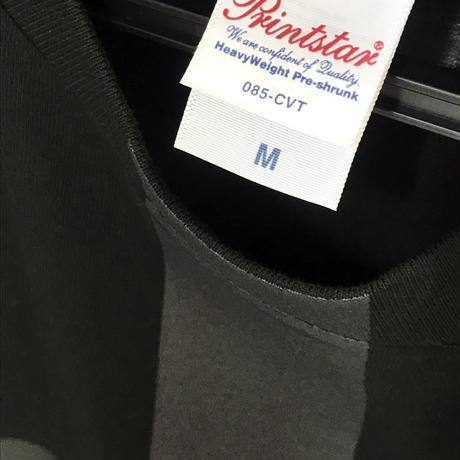 Printstar®
We are confident of Quality.
HeavyWeight Pre-shrunk
085-CVT
M